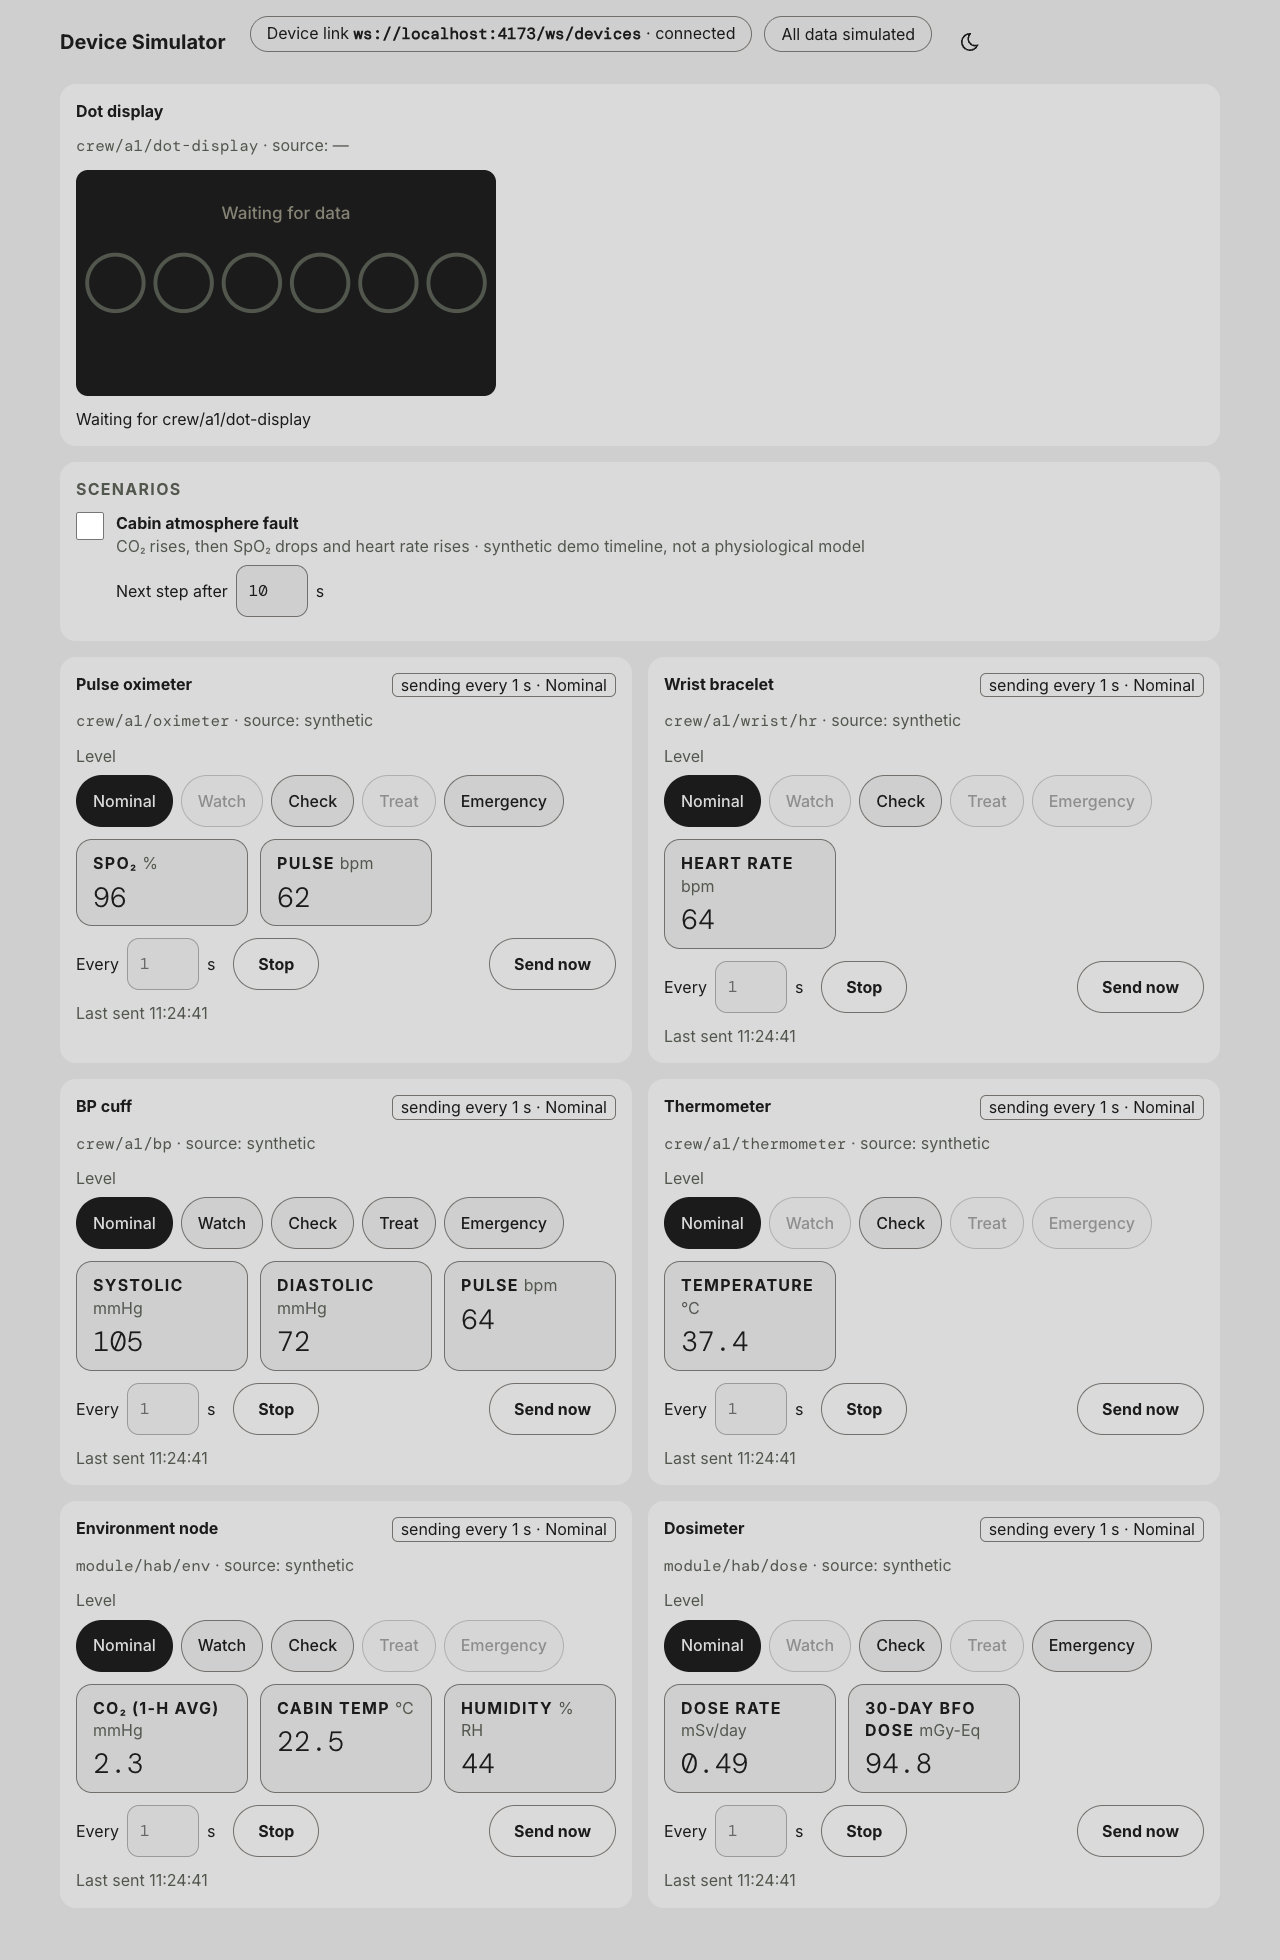 Device Simulator
Device link ws://localhost:4173/ws/devices · connected
All data simulated
Dot display
crew/a1/dot-display · source: —
Waiting for data
Waiting for crew/a1/dot-display
SCENARIOS
Cabin atmosphere fault
CO₂ rises, then SpO₂ drops and heart rate rises · synthetic demo timeline, not a physiological model
Next step after 10 s
Pulse oximeter
sending every 1 s · Nominal
crew/a1/oximeter · source: synthetic
Level
Nominal Watch Check Treat Emergency
SPO₂ %
96
PULSE bpm
62
Every 1 s Stop Send now
Last sent 11:24:41
Wrist bracelet
sending every 1 s · Nominal
crew/a1/wrist/hr · source: synthetic
Level
Nominal Watch Check Treat Emergency
HEART RATE
bpm
64
Every 1 s Stop Send now
Last sent 11:24:41
BP cuff
sending every 1 s · Nominal
crew/a1/bp · source: synthetic
Level
Nominal Watch Check Treat Emergency
SYSTOLIC
mmHg
105
DIASTOLIC
mmHg
72
PULSE bpm
64
Every 1 s Stop Send now
Last sent 11:24:41
Thermometer
sending every 1 s · Nominal
crew/a1/thermometer · source: synthetic
Level
Nominal Watch Check Treat Emergency
TEMPERATURE
°C
37.4
Every 1 s Stop Send now
Last sent 11:24:41
Environment node
sending every 1 s · Nominal
module/hab/env · source: synthetic
Level
Nominal Watch Check Treat Emergency
CO₂ (1-H AVG)
mmHg
2.3
CABIN TEMP °C
22.5
HUMIDITY %
RH
44
Every 1 s Stop Send now
Last sent 11:24:41
Dosimeter
sending every 1 s · Nominal
module/hab/dose · source: synthetic
Level
Nominal Watch Check Treat Emergency
DOSE RATE
mSv/day
0.49
30-DAY BFO
DOSE mGy-Eq
94.8
Every 1 s Stop Send now
Last sent 11:24:41